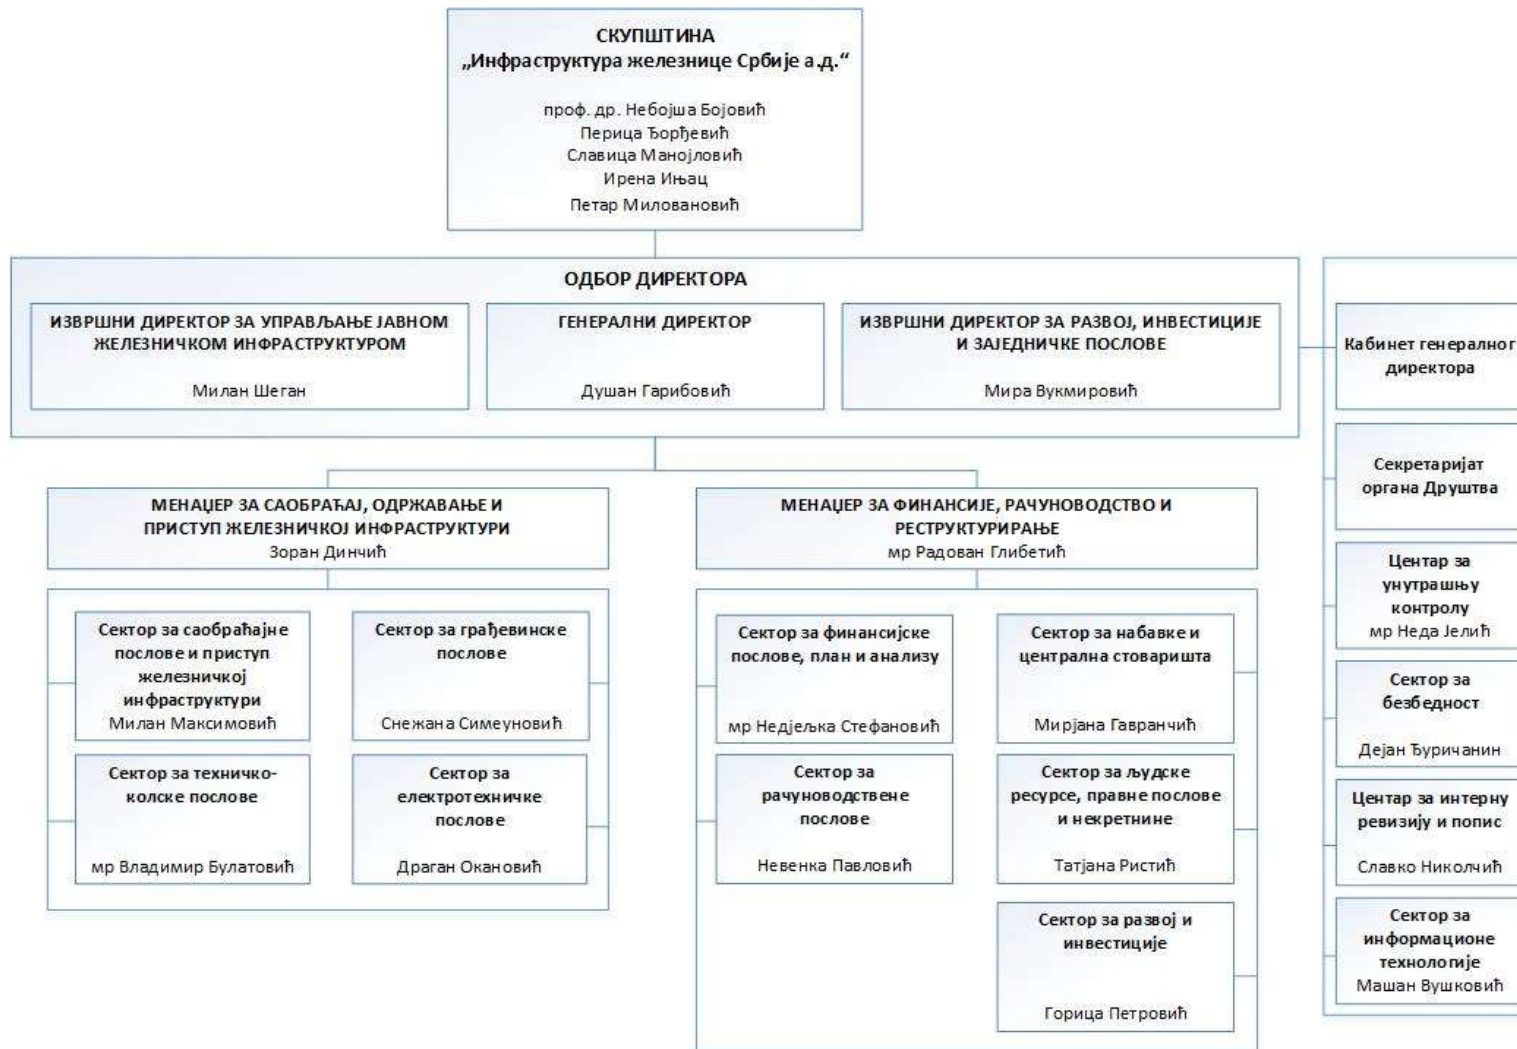 СКУПШТИНА
„Инфраструктура железнице Србије а.д.“
проф. др. Небојша Бојовић
Перица Ђорђевић
Славица Манојловић
Ирена Ињац
Петар Миловановић
ОДБОР ДИРЕКТОРА
ИЗВРШНИ ДИРЕКТОР ЗА УПРАВЉАЊЕ ЈАВНОМ
ЖЕЛЕЗНИЧКОМ ИНФРАСТРУКТУРОМ
Милан Шеган
ГЕНЕРАЛНИ ДИРЕКТОР
Душан Гарибовић
ИЗВРШНИ ДИРЕКТОР ЗА РАЗВОЈ, ИНВЕСТИЦИЈЕ
И ЗАЈЕДНИЧКЕ ПОСЛОВЕ
Мира Вукмировић
МЕНАЏЕР ЗА САОБРАЋАЈ, ОДРЖАВАЊЕ И
ПРИСТУП ЖЕЛЕЗНИЧКОЈ ИНФРАСТРУКТУРИ
Зоран Динчић
Сектор за саобраћајне
послове и приступ
железничкој
инфраструктури
Милан Максимовић
Сектор за грађевинске
послове
Снежана Симеуновић
Сектор за техничко-
колске послове
мр Владимир Булатовић
Сектор за
електротехничке
послове
Драган Окановић
МЕНАЏЕР ЗА ФИНАНСИЈЕ, РАЧУНОВОДСТВО И
РЕСТРУКТУРИРАЊЕ
мр Радован Глибетић
Сектор за финансијске
послове, план и анализу
мр Недјељка Стефановић
Сектор за набавке и
централна стоваришта
Мирјана Гавранчић
Сектор за
рачуноводствене
послове
Невенка Павловић
Сектор за људске
ресурсе, правне послове
и некретнине
Татјана Ристић
Сектор за развој и
инвестиције
Горица Петровић
Кабинет генералног
директора
Секретаријат
органа Друштва
Центар за
унутрашњу
контролу
мр Неда Јелић
Сектор за
безбедност
Дејан Ђуричанин
Центар за интерну
ревизију и попис
Славко Николчић
Сектор за
информационе
технологије
Машан Вушковић